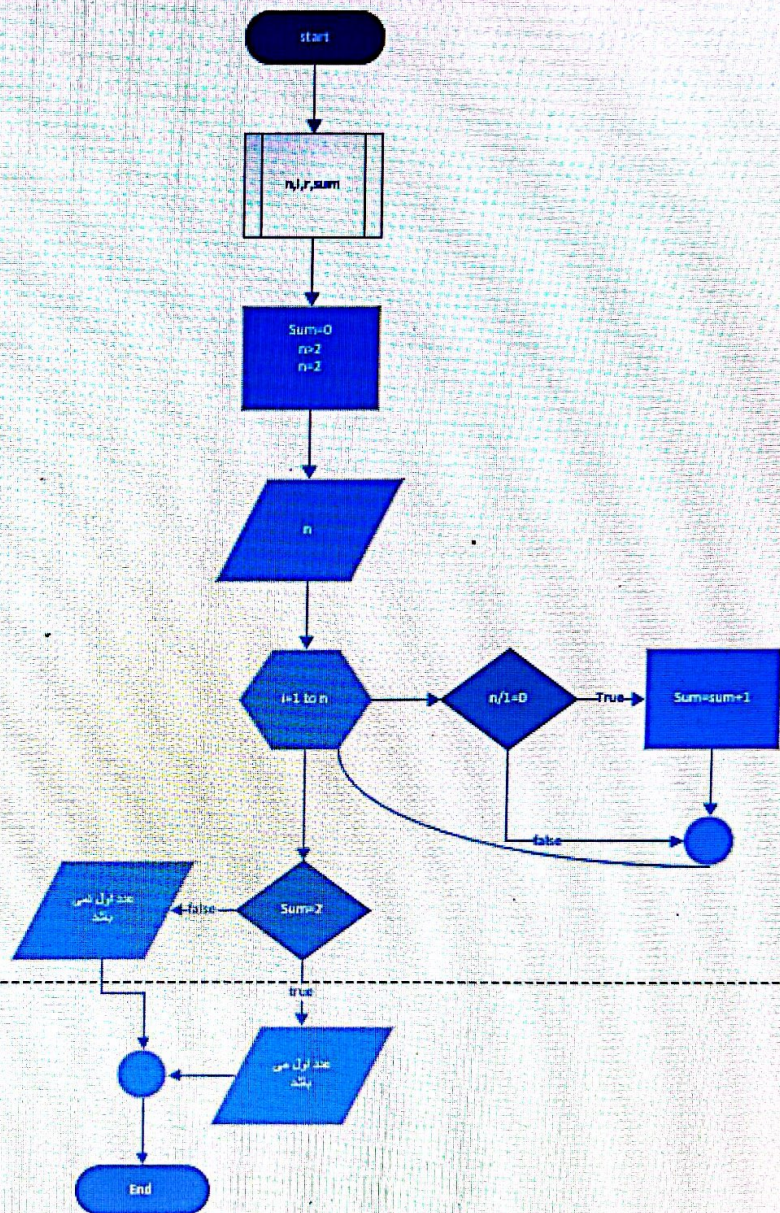 start
n,i,r,sum
Sum=0
n>2
n=2
n
i=1 to n
n/1=0
True
Sum=sum+1
false
Sum=2
false
عدد اول نمی
باشد
true
عدد اول می
باشد
End